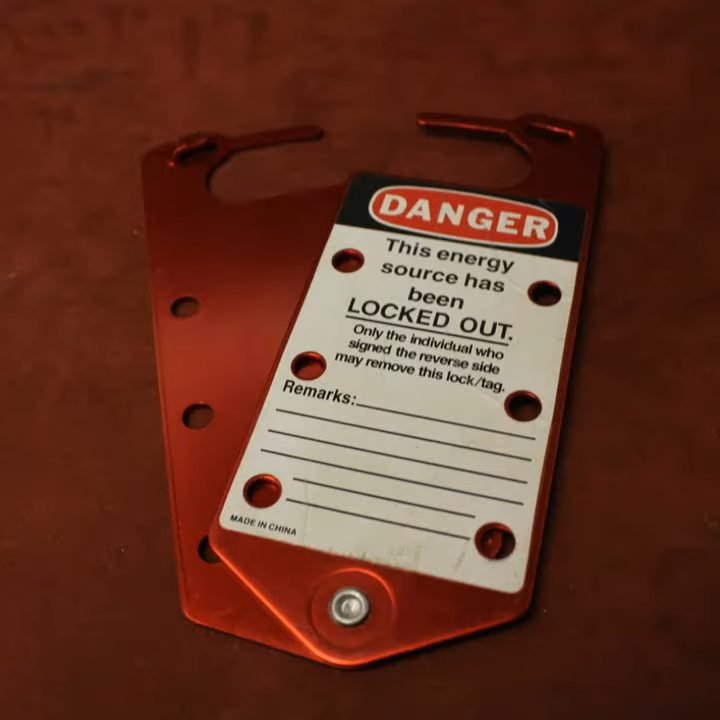 DANGER
This energy
source has
been
LOCKED OUT.
Only the individual who
signed the reverse side
may remove this lock/tag.
Remarks:
MADE IN CHINA